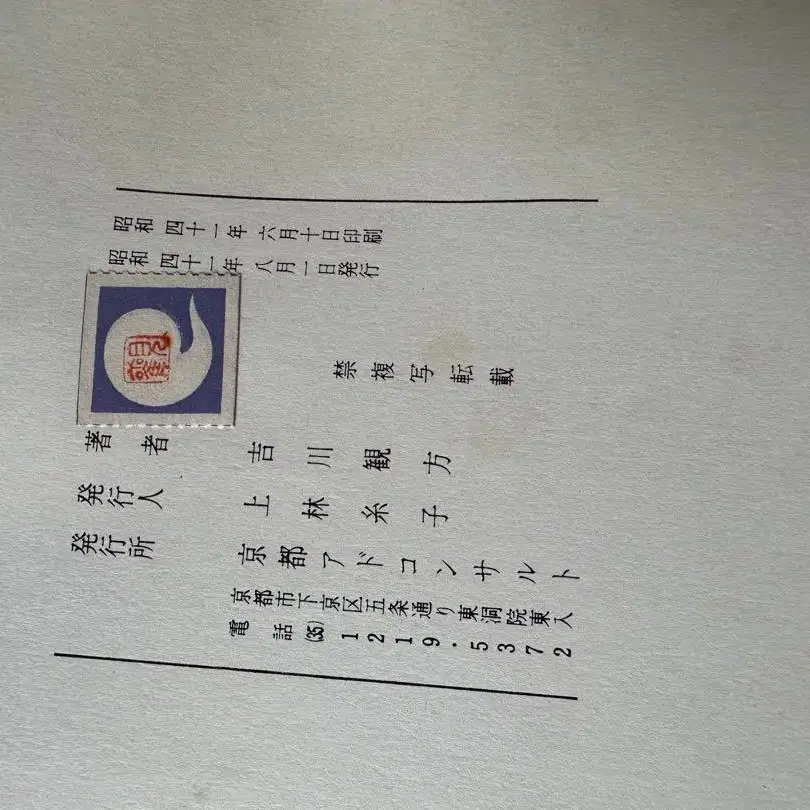 昭和四十一年六月十日印刷
昭和四十一年八月一日発行
禁複写転載
著者 吉川観方
発行人 上林糸子
発行所 京都アドコンサルト
京都市下京区五条通り東洞院東入
電話(35)1219・5372